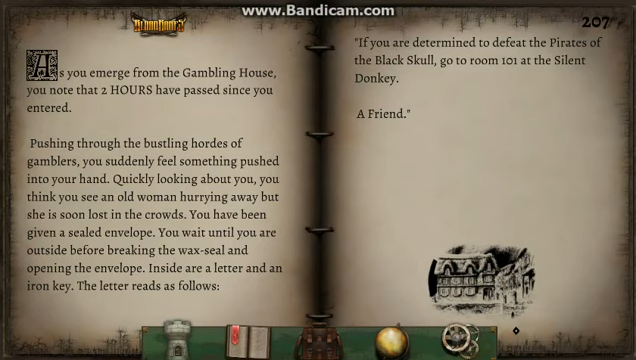 www.Bandicam.com
BloodBones
207
As you emerge from the Gambling House,
you note that 2 HOURS have passed since you
entered.
Pushing through the bustling hordes of
gamblers, you suddenly feel something pushed
into your hand. Quickly looking about you, you
think you see an old woman hurrying away but
she is soon lost in the crowds. You have been
given a sealed envelope. You wait until you are
outside before breaking the wax-seal and
opening the envelope. Inside are a letter and an
iron key. The letter reads as follows:
"If you are determined to defeat the Pirates of
the Black Skull, go to room 101 at the Silent
Donkey.
A Friend."